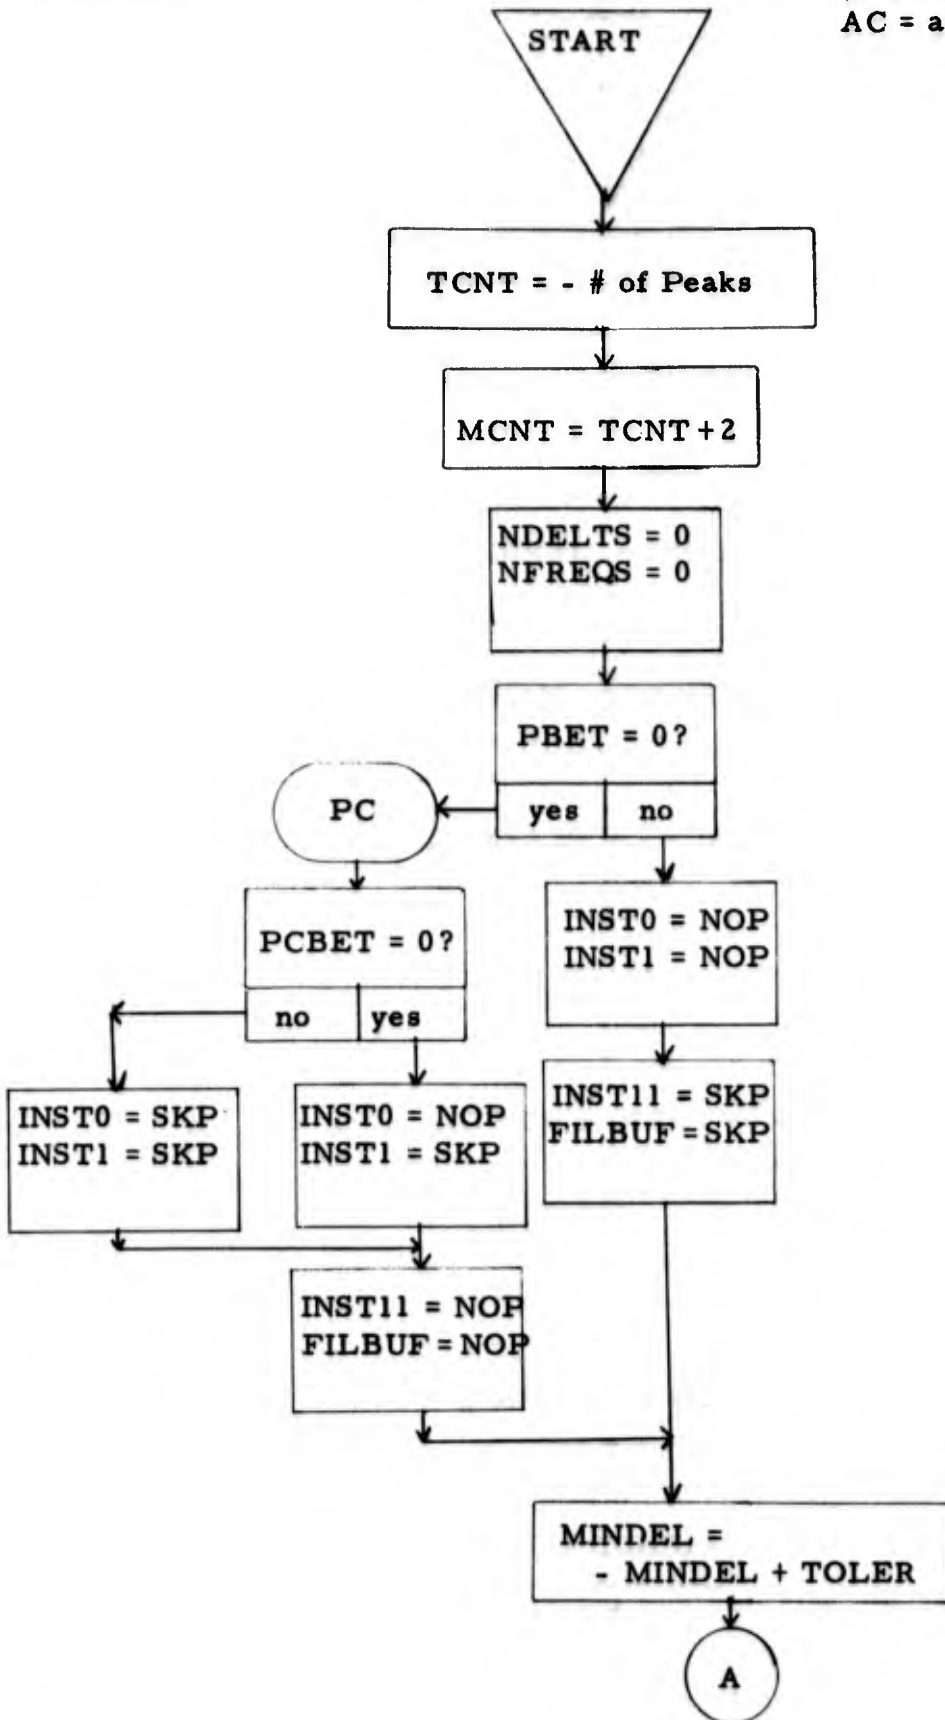 AC = a
START
TCNT = - # of Peaks
MCNT = TCNT+2
NDELTS = 0
NFREQS = 0
PBET = 0?
yes no
PC
PCBET = 0?
no yes
INST0 = NOP
INST1 = NOP
INST11 = SKP
FILBUF = SKP
INST0 = SKP
INST1 = SKP
INST0 = NOP
INST1 = SKP
INST11 = NOP
FILBUF = NOP
MINDEL =
- MINDEL + TOLER
A